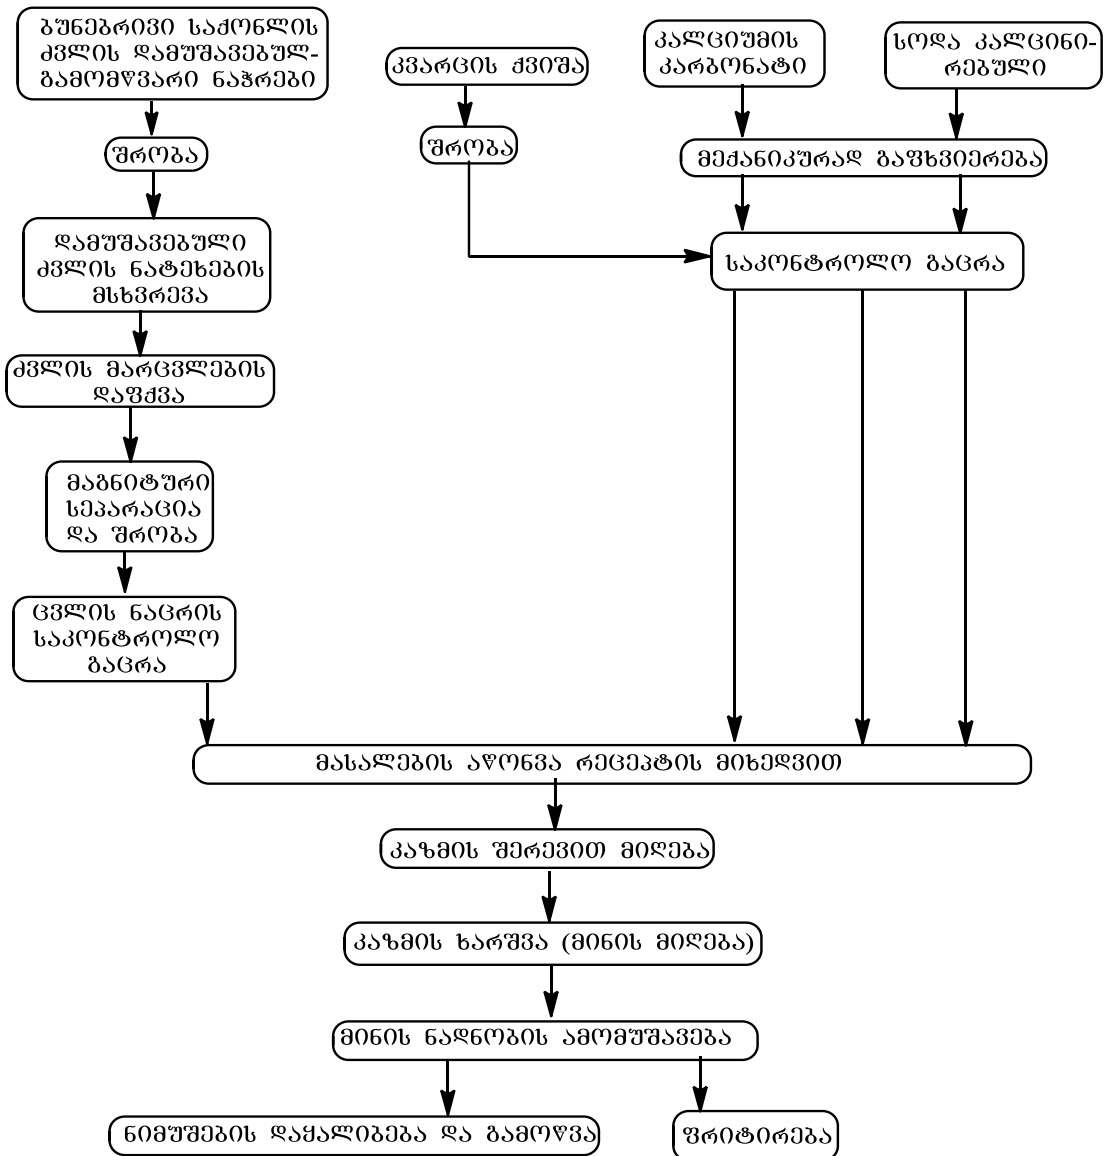 ბუნებრივი საქონლის
ძვლის დამუშავებულ-
გამომწვარი ნაჭრები
კვარცის ქვიშა
კალციუმის
კარბონატი
სოდა კალცინი-
რებული
შრობა
შრობა
მექანიკურად გაფხვიერება
დამუშავებული
ძვლის ნატეხების
მსხვრევა
საკონტროლო გაცრა
ძვლის მარცვლების
დაფქვა
მაგნიტური
სეპარაცია
და შრობა
ცვლის ნაცრის
საკონტროლო
გაცრა
მასალების აწონვა რეცეპტის მიხედვით
კაზმის შერევით მიღება
კაზმის ხარშვა (მინის მიღება)
მინის ნადნობის ამომუშავება
ნიმუშების დაყალიბება და გამოწვა
ფრიტირება